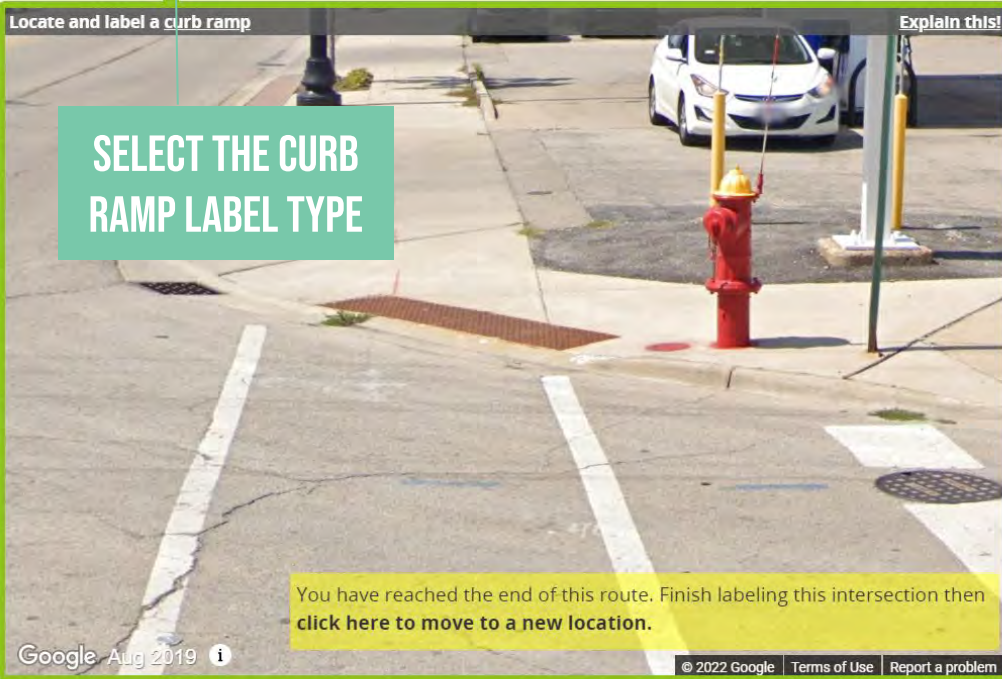 Locate and label a curb ramp
Explain this!
SELECT THE CURB
RAMP LABEL TYPE
You have reached the end of this route. Finish labeling this intersection then
click here to move to a new location.
Google Aug 2019 i
© 2022 Google Terms of Use Report a problem